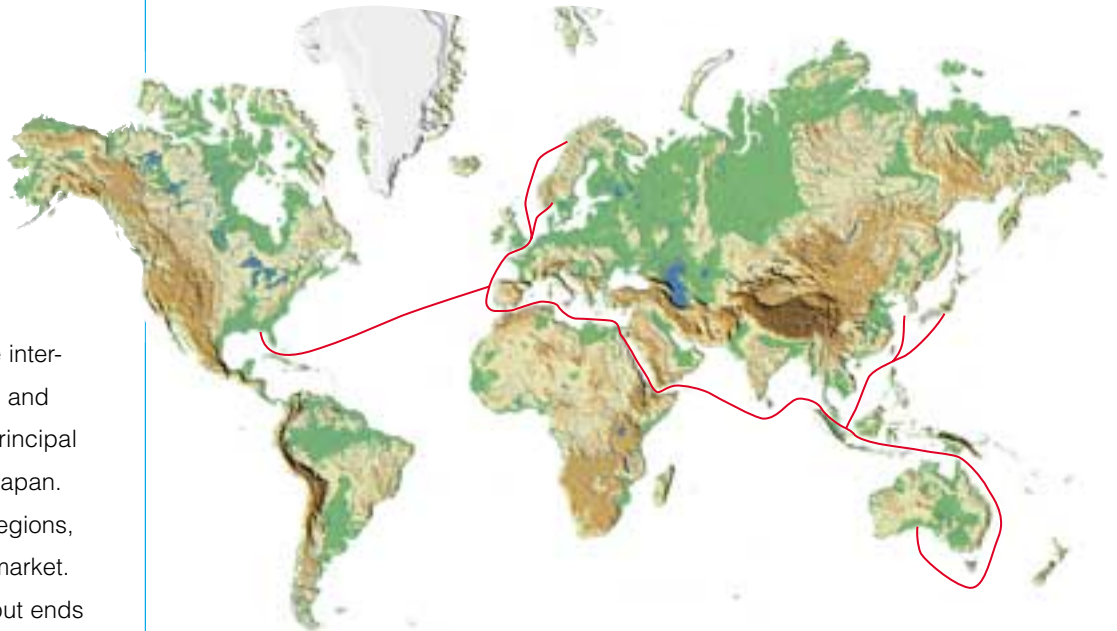 inter-
and
rincipal
apan.
egions,
market.
out ends